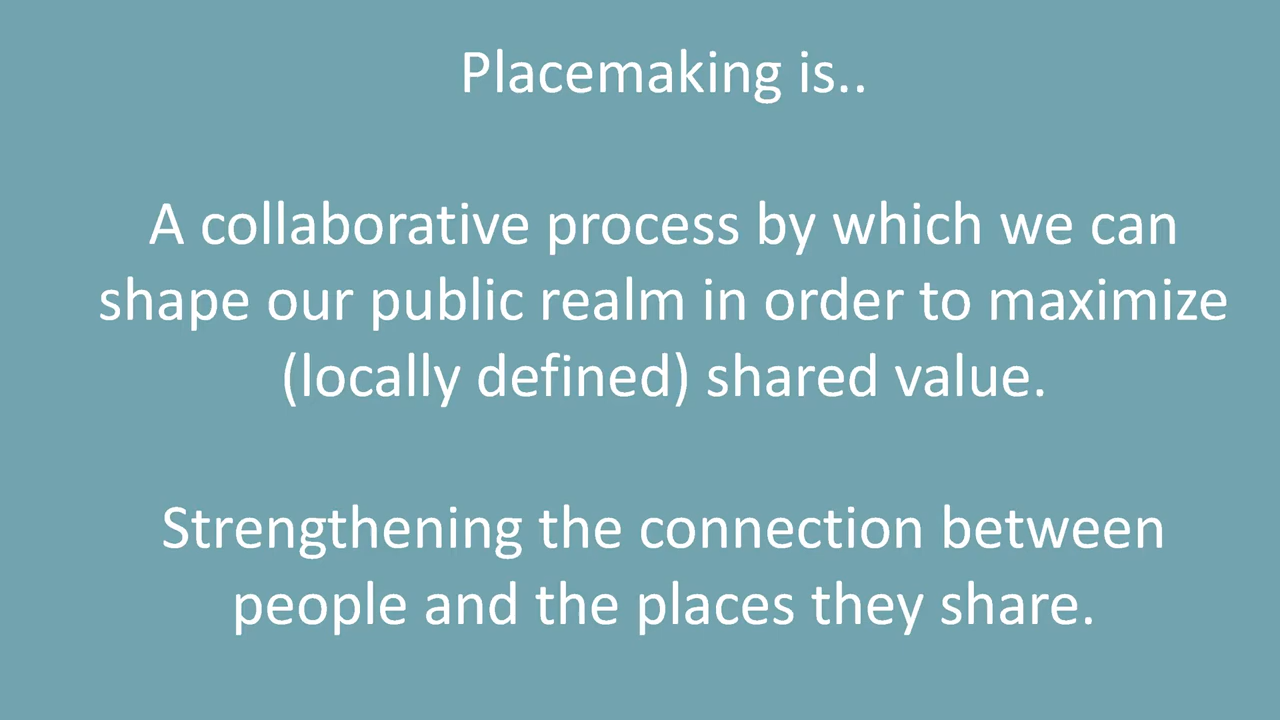 Placemaking is..
A collaborative process by which we can
shape our public realm in order to maximize
(locally defined) shared value.
Strengthening the connection between
people and the places they share.